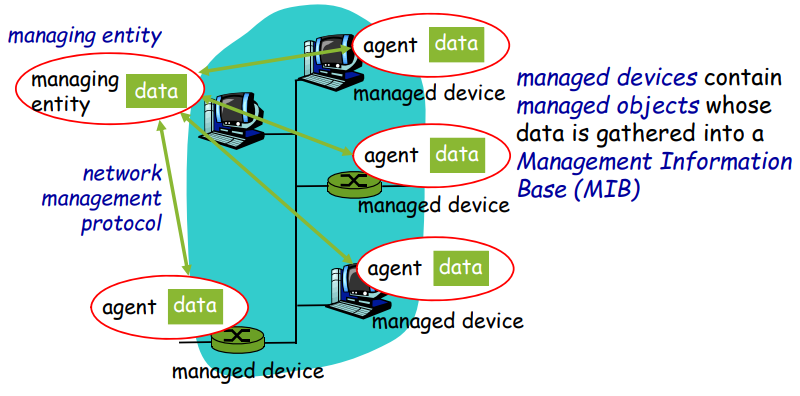 managing entity
managing
entity
data
agent data
managed device
agent data
managed device
agent data
managed device
network
management
protocol
agent data
managed device
managed devices contain
managed objects whose
data is gathered into a
Management Information
Base (MIB)